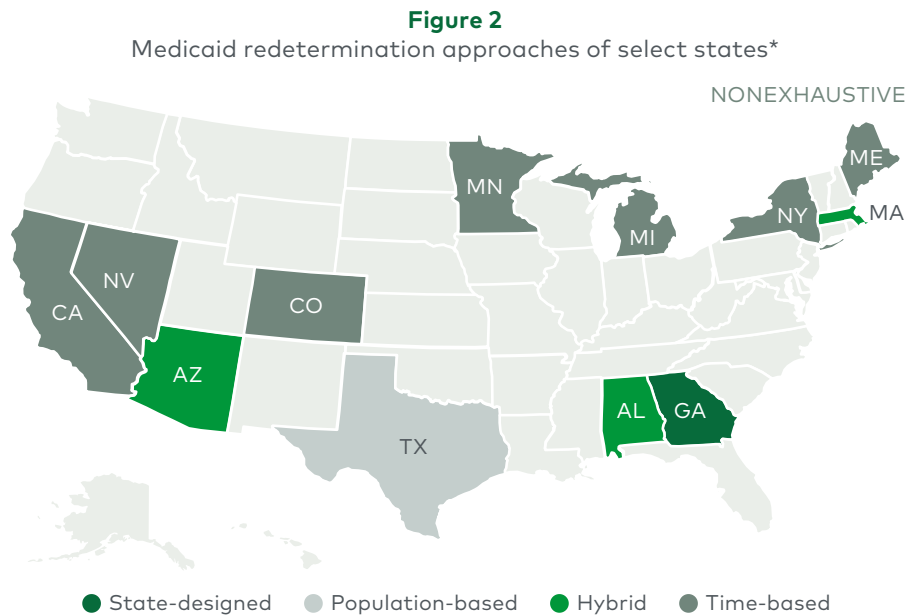 Figure 2
Medicaid redetermination approaches of select states*
NONEXHAUSTIVE
ME
MN
NY
MA
MI
NV
CO
CA
AZ
AL
GA
TX
State-designed
Population-based
Hybrid
Time-based